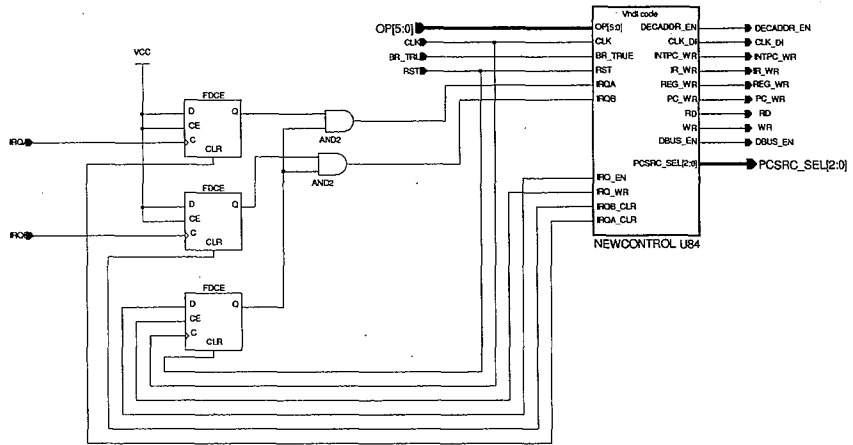 Vhdl code
OP[5:0]
OP[5:0]
DECADDR_EN
DECADDR_EN
CLK
CLK
CLK_DI
CLK_DI
BR_TRU
BR_TRUE
INTPC_WR
INTPC_WR
RST
RST
IR_WR
IR_WR
IRQA
REG_WR
REG_WR
IRQB
PC_WR
PC_WR
RD
RD
WR
WR
DBUS_EN
DBUS_EN
PCSRC_SEL[2:0]
PCSRC_SEL[2:0]
IRQ_EN
IRQ_WR
IRQB_CLR
IRQA_CLR
NEWCONTROL U84
VCC
FDCE
D
Q
CE
C
CLR
AND2
AND2
FDCE
D
Q
CE
C
CLR
FDCE
D
Q
CE
C
CLR